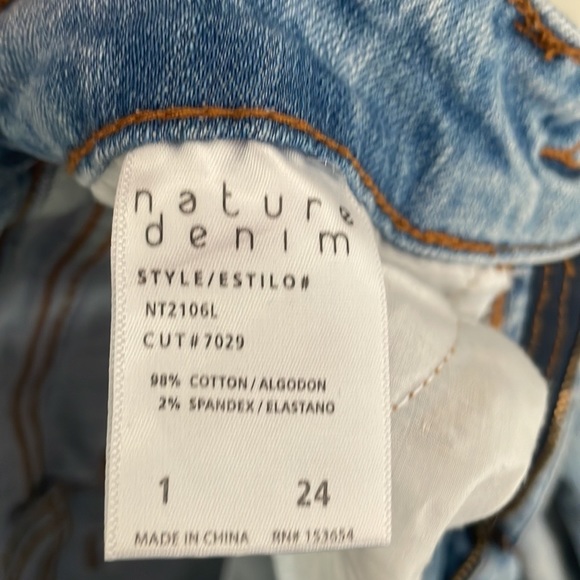 nature
denim
STYLE/ESTILO#
NT2106L
CUT#7029
98% COTTON/ALGODON
2% SPANDEX/ELASTANO
1 24
MADE IN CHINA RN# 153654